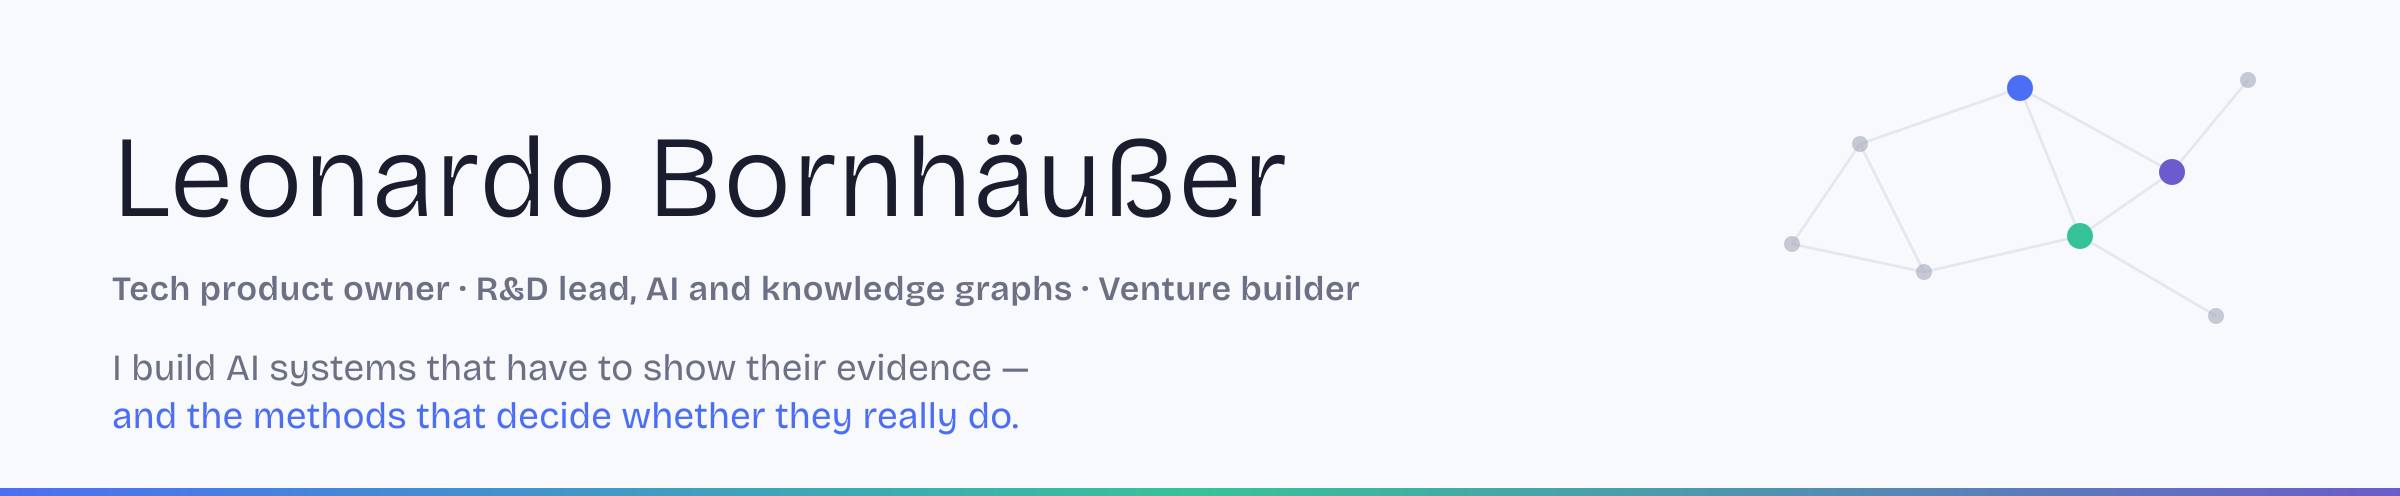 Leonardo Bornhäußer
Tech product owner · R&D lead, AI and knowledge graphs · Venture builder
I build AI systems that have to show their evidence —
and the methods that decide whether they really do.